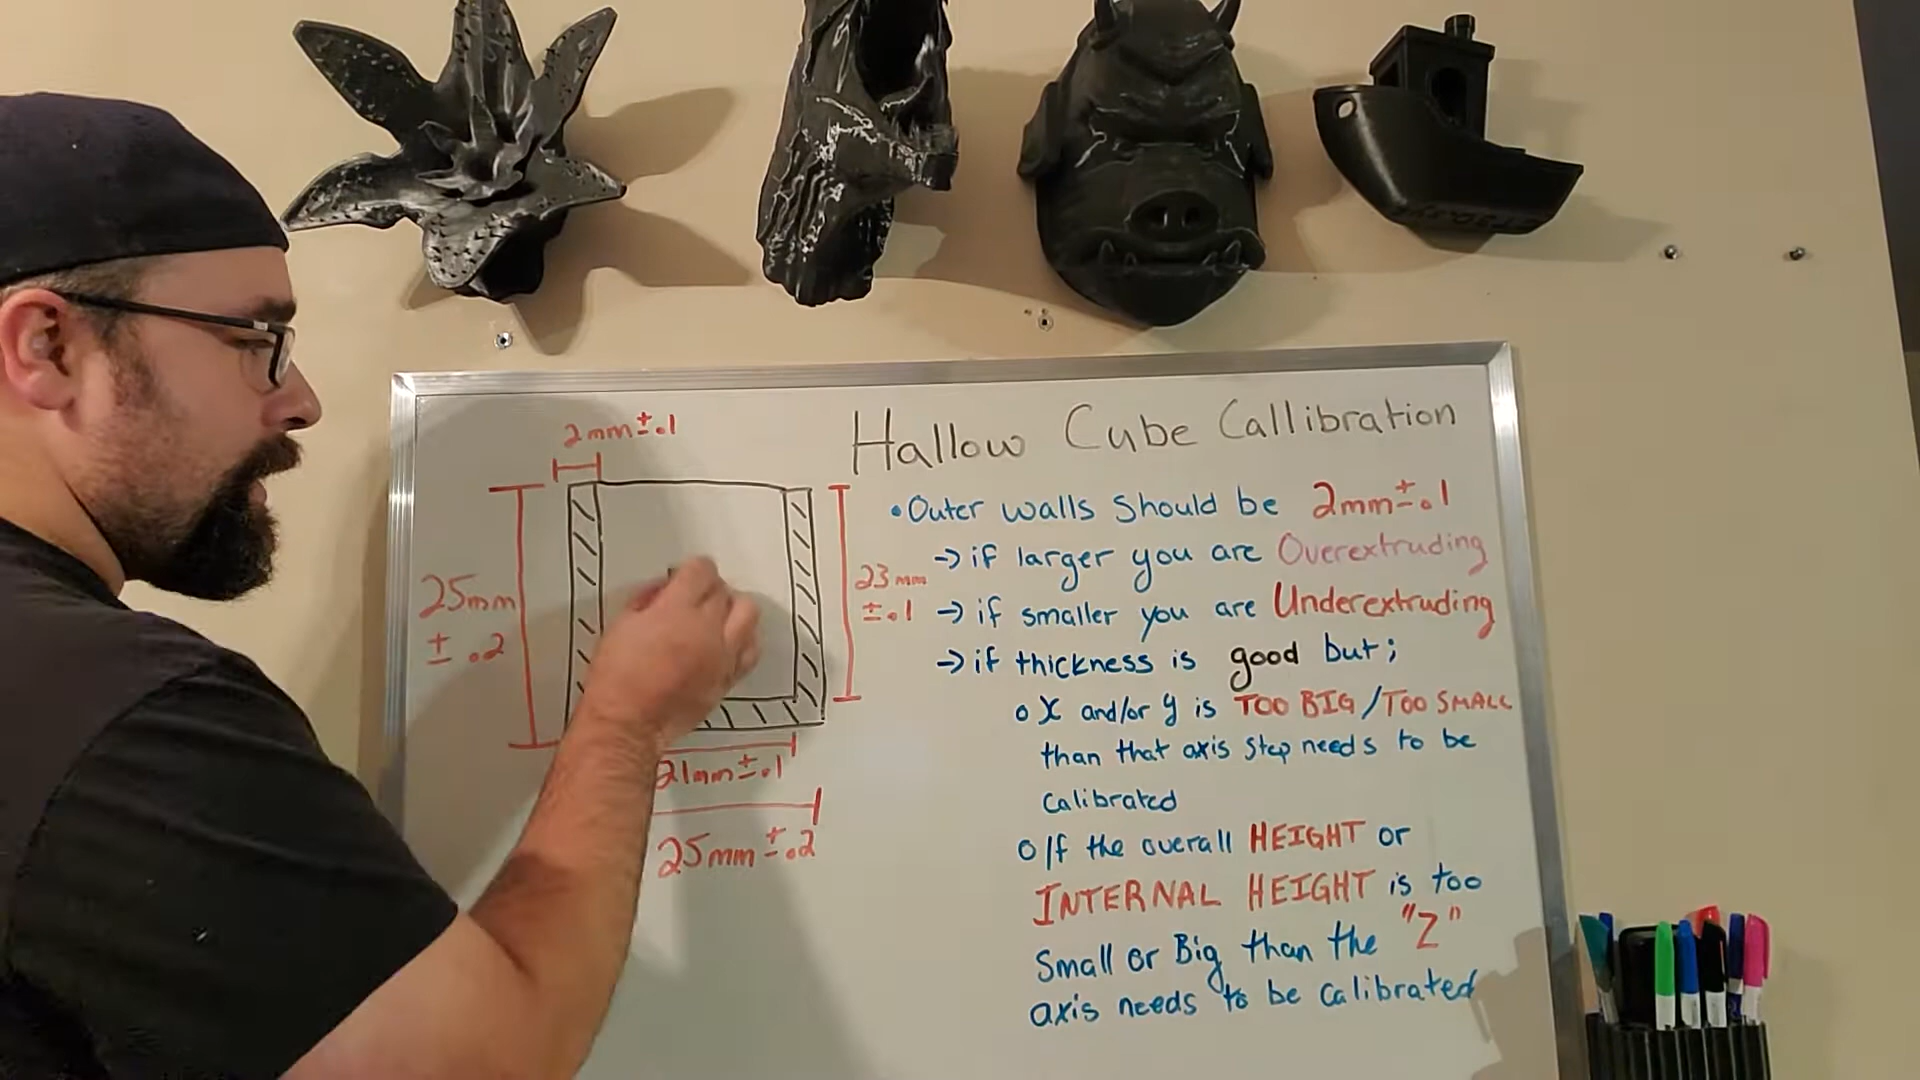 2mm ±.1
Hallow Cube Callibration
• Outer walls Should be 2mm ±.1
→ if larger you are Overextruding
→ if smaller you are Underextruding
→ if thickness is good but;
o X and/or y is TOO BIG/TOO SMALL
than that axis step needs to be
Calibrated
o If the overall HEIGHT or
INTERNAL HEIGHT is too
Small or Big than the "Z"
axis needs to be calibrated
25mm
± .2
23mm
±.1
21mm ±.1
25mm ±.2